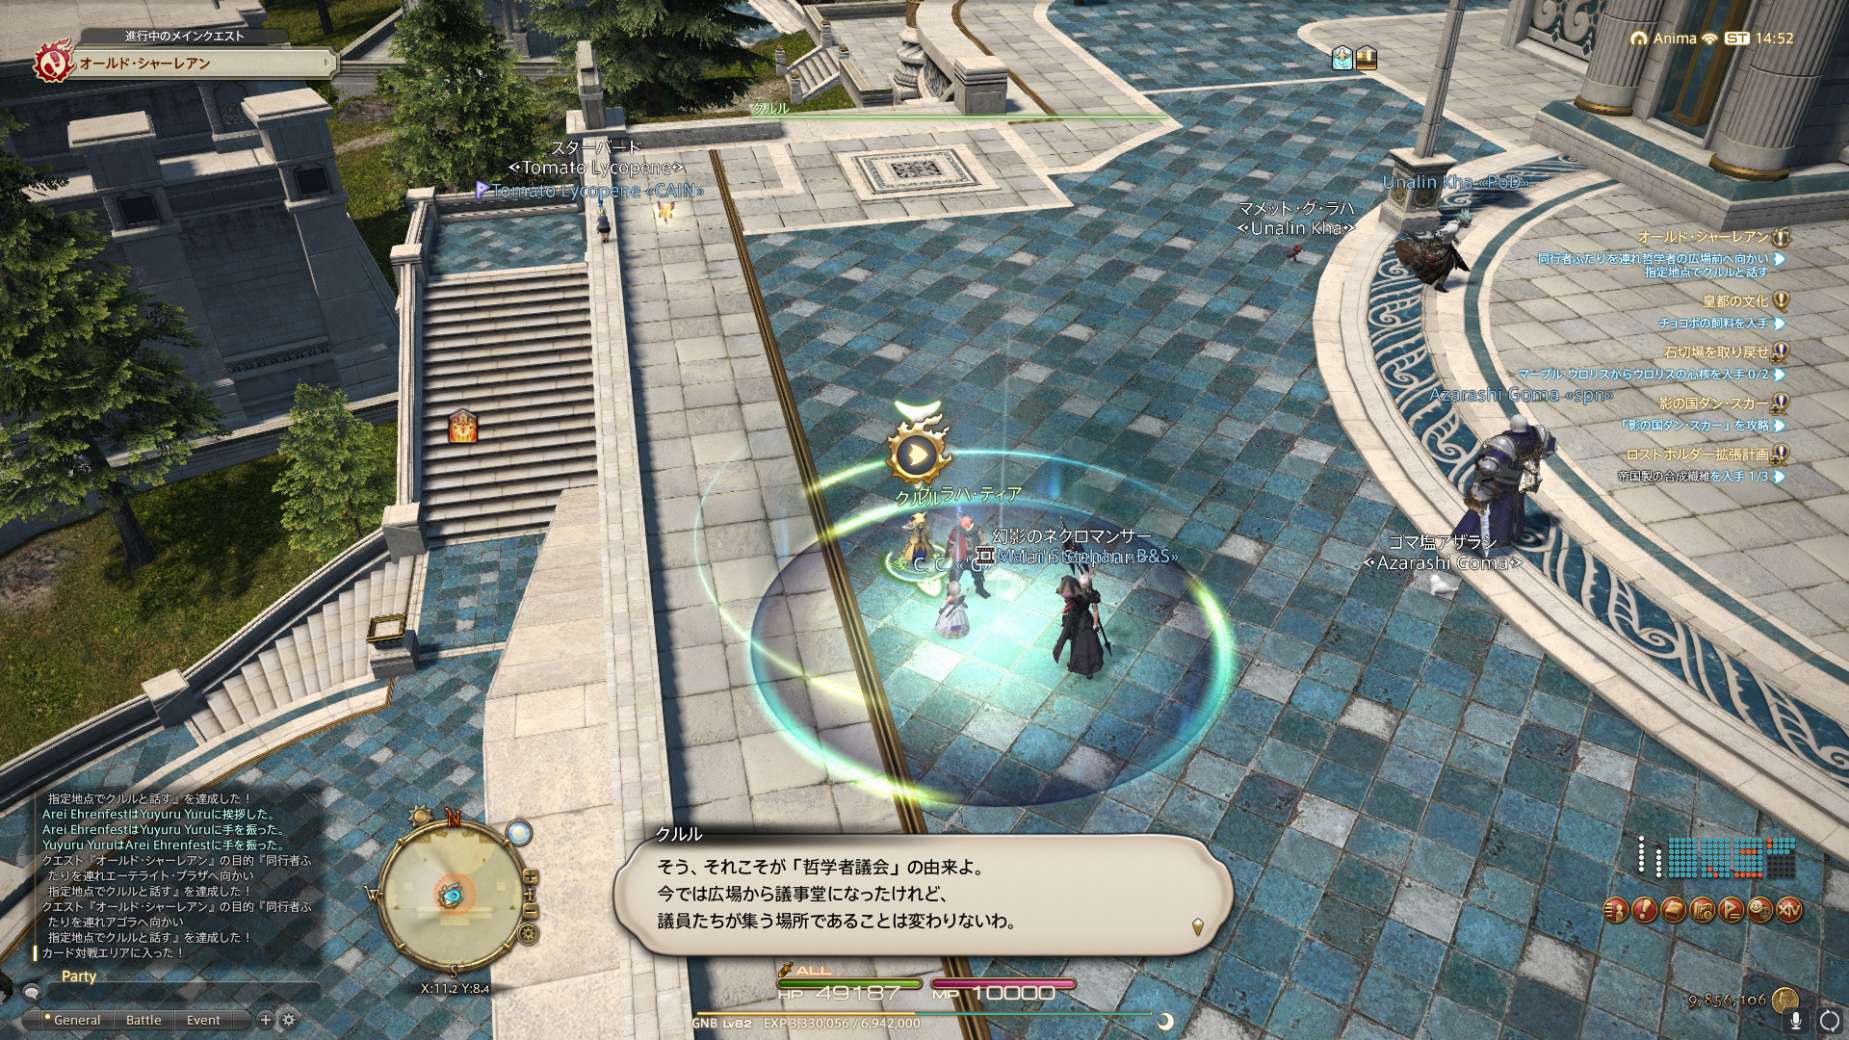 進行中のメインクエスト
オールド・シャーレアン
Anima ST 14:52
クルル
スターバード
Tomato Lycopene
Tomato Lycopene «CAIN»
Unalin Kha «PoD»
マメット・グ・ラハ
Unalin Kha
オールド・シャーレアン
同行者ふたりを連れ哲学者の広場前へ向かい
指定地点でクルルと話す
皇都の文化
チョコボの飼料を入手
石切場を取り戻せ
マーブル・ウロリスからウロリスの心核を入手 0/2
Azarashi Goma «spn»
影の国ダン・スカー
「影の国ダン・スカー」を攻略
ロストホルダー拡張計画
帝国製の合成繊維を入手 1/3
クルル
ラハ・ティア
幻影のネクロマンサー
ゴマ塩アザラシ
Azarashi Goma
指定地点でクルルと話す』を達成した！
Arei EhrenfestはYuyuru Yuruに挨拶した。
Arei EhrenfestはYuyuru Yuruに手を振った。
Yuyuru YuruはArei Ehrenfestに手を振った。
クエスト『オールド・シャーレアン』の目的『同行者ふ
たりを連れエーテライト・プラザへ向かい
指定地点でクルルと話す』を達成した！
クエスト『オールド・シャーレアン』の目的『同行者ふ
たりを連れアゴラへ向かい
指定地点でクルルと話す』を達成した！
カード対戦エリアに入った！
Party
General Battle Event
N
W
S
X:11.2 Y:8.4
クルル
そう、それこそが「哲学者議会」の由来よ。
今では広場から議事堂になったけれど、
議員たちが集う場所であることは変わりないわ。
ALL
HP 49187 MP 10000
GNB Lv82 EXP 3,330,056/6,942,000
XIV
9,856,106